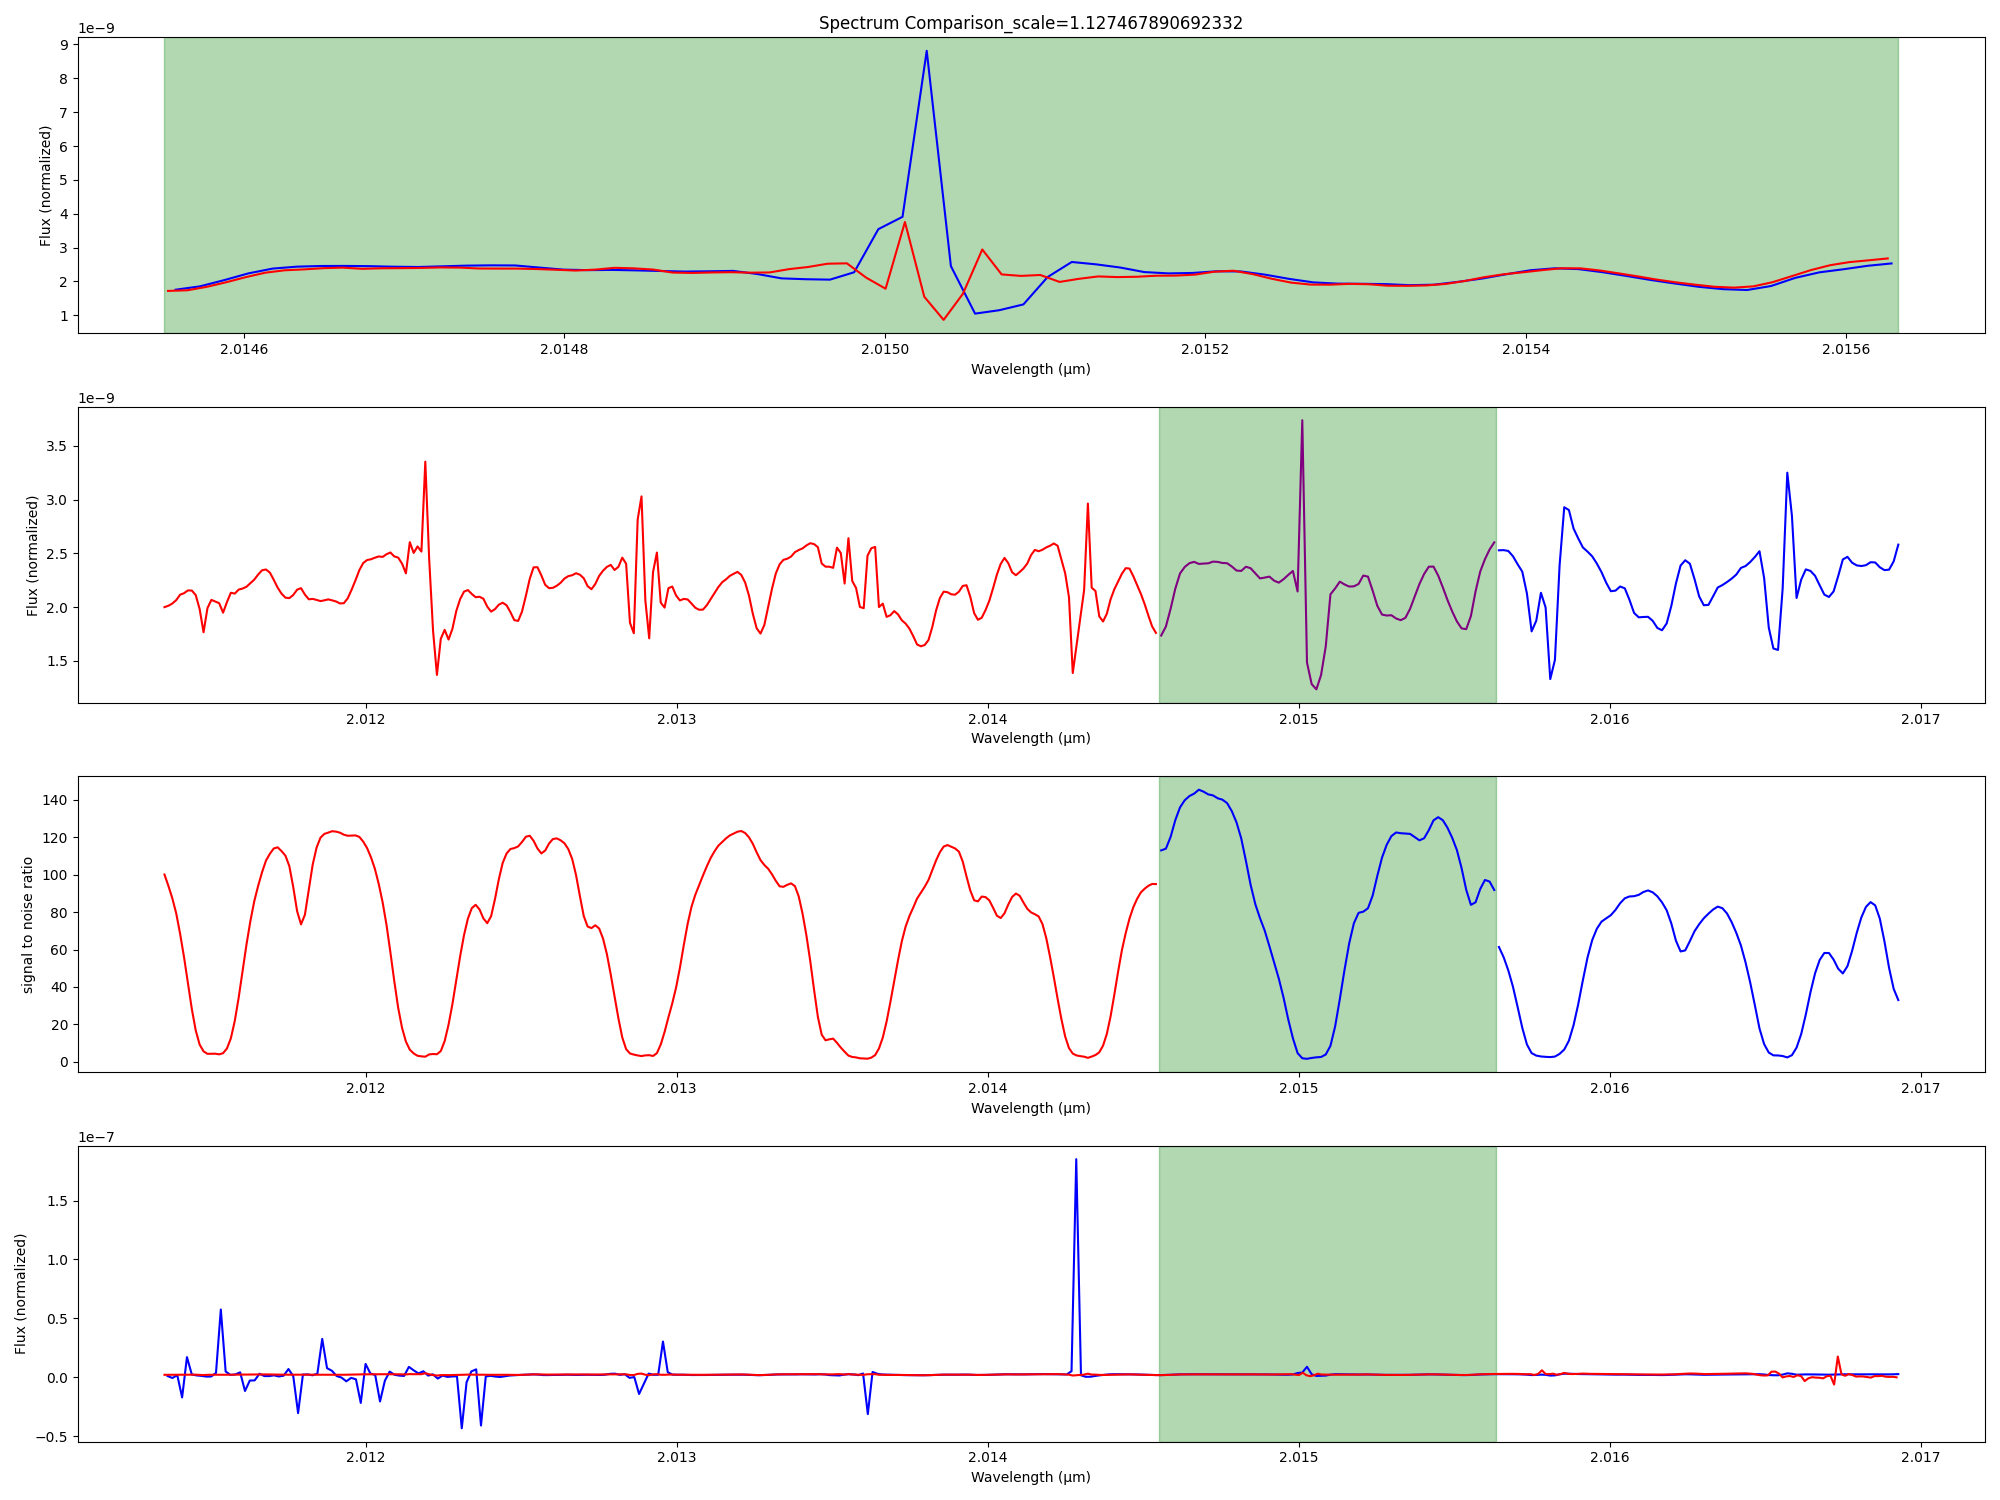 Spectrum Comparison_scale=1.127467890692332
1e−9
9
8
7
6
5
4
3
2
1
Flux (normalized)
2.0146 2.0148 2.0150 2.0152 2.0154 2.0156
Wavelength (μm)
1e−9
3.5
3.0
2.5
2.0
1.5
Flux (normalized)
2.012 2.013 2.014 2.015 2.016 2.017
Wavelength (μm)
140
120
100
80
60
40
20
0
signal to noise ratio
2.012 2.013 2.014 2.015 2.016 2.017
Wavelength (μm)
1e−7
1.5
1.0
0.5
0.0
−0.5
Flux (normalized)
2.012 2.013 2.014 2.015 2.016 2.017
Wavelength (μm)